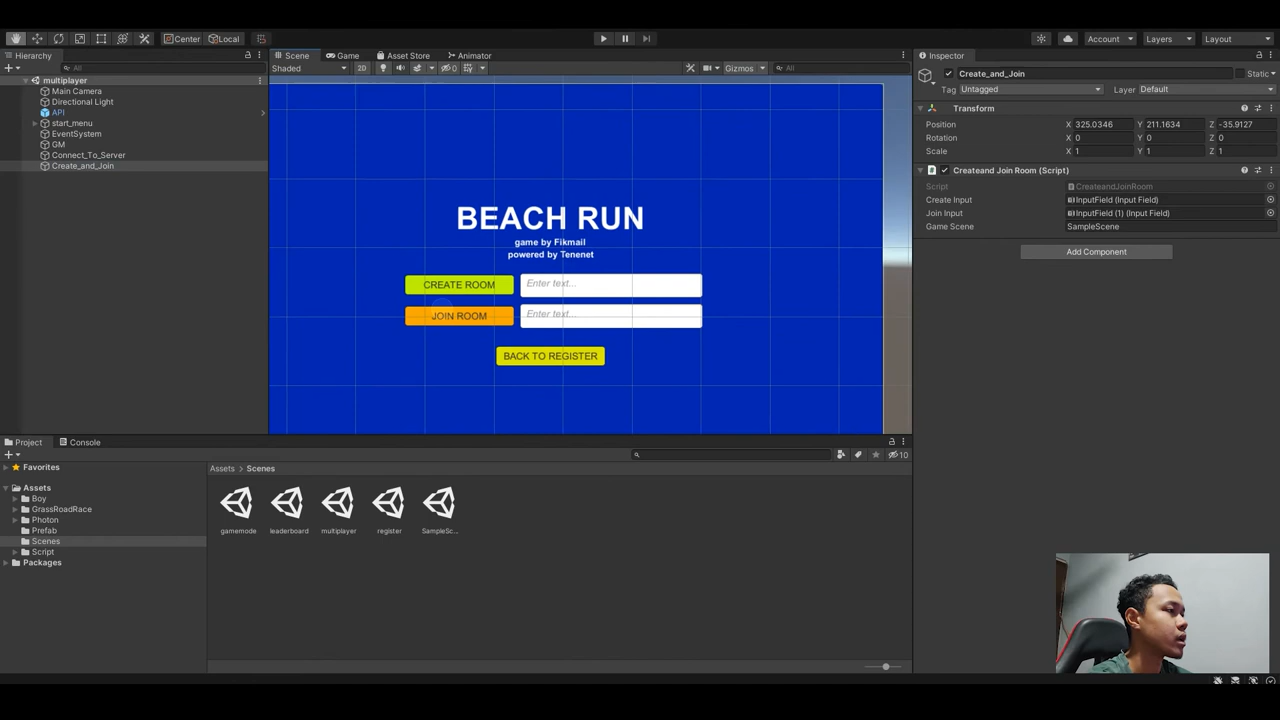 Center
Local
Account
Layers
Layout
Hierarchy
All
multiplayer
Main Camera
Directional Light
API
start_menu
EventSystem
GM
Connect_To_Server
Create_and_Join
Scene
Game
Asset Store
Animator
Shaded
2D
0
Gizmos
All
BEACH RUN
game by Fikmail
powered by Tenenet
CREATE ROOM
Enter text...
JOIN ROOM
Enter text...
BACK TO REGISTER
Inspector
Create_and_Join
Static
Tag Untagged
Layer Default
Transform
Position X 325.0346 Y 211.1634 Z -35.9127
Rotation X 0 Y 0 Z 0
Scale X 1 Y 1 Z 1
Createand Join Room (Script)
Script CreateandJoinRoom
Create Input InputField (Input Field)
Join Input InputField (1) (Input Field)
Game Scene SampleScene
Add Component
Project
Console
10
Favorites
Assets
Boy
GrassRoadRace
Photon
Prefab
Scenes
Script
Packages
Assets > Scenes
gamemode
leaderboard
multiplayer
register
SampleSc...